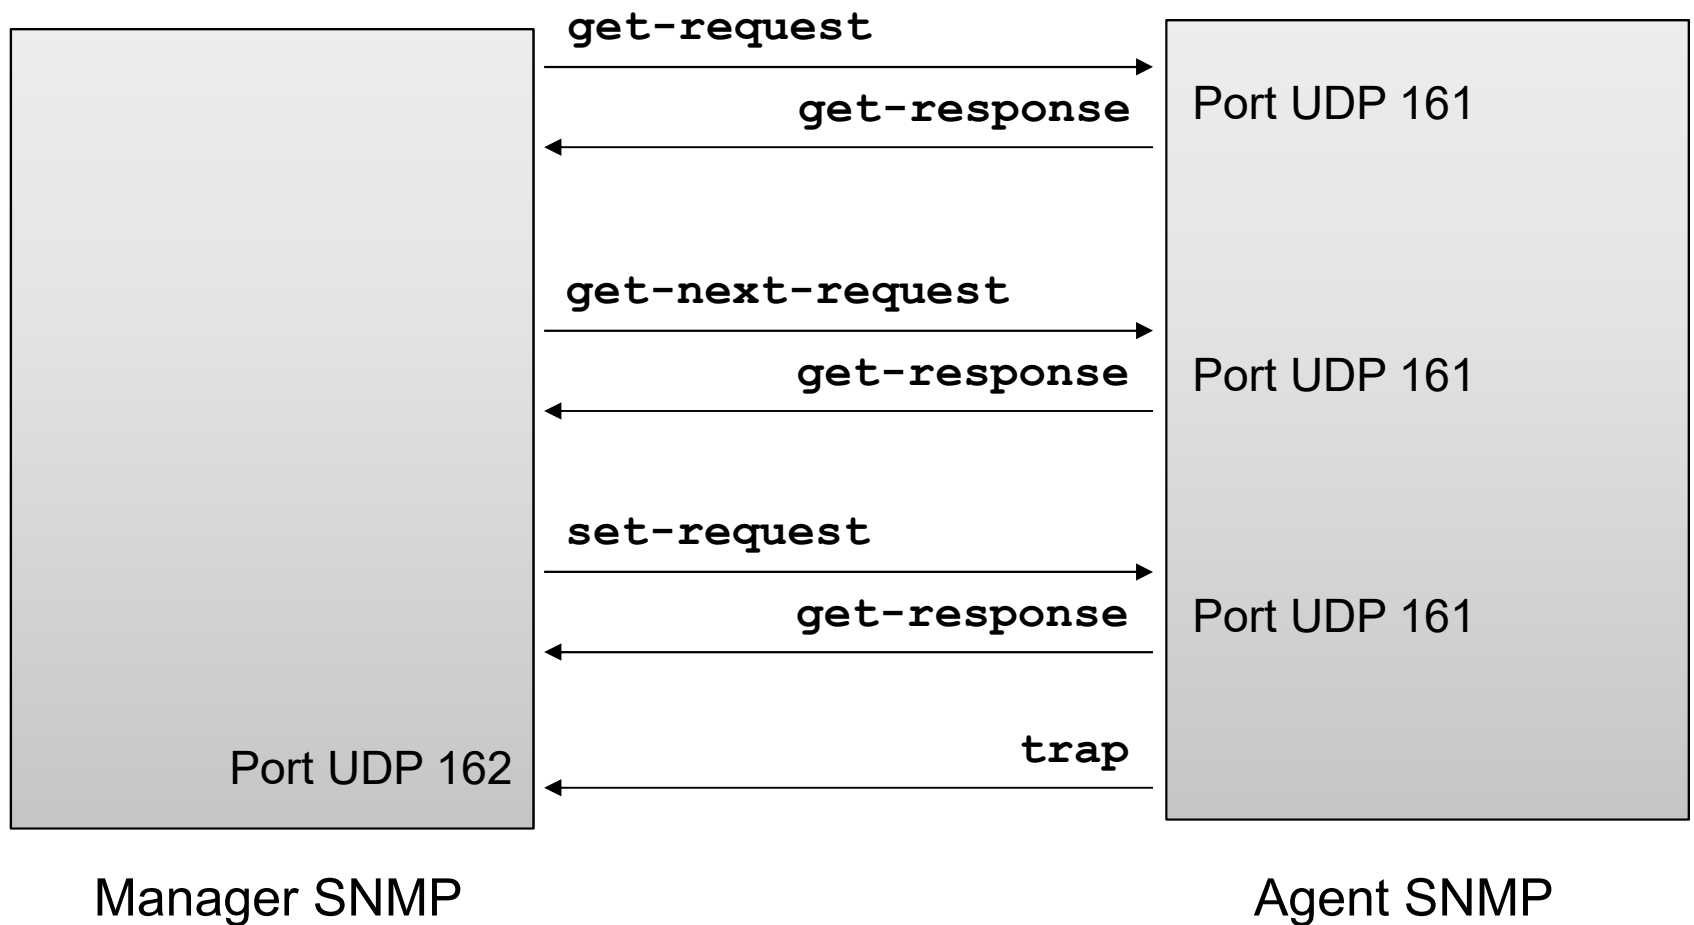 get-request
get-response
Port UDP 161
get-next-request
get-response
Port UDP 161
set-request
get-response
Port UDP 161
trap
Port UDP 162
Manager SNMP
Agent SNMP